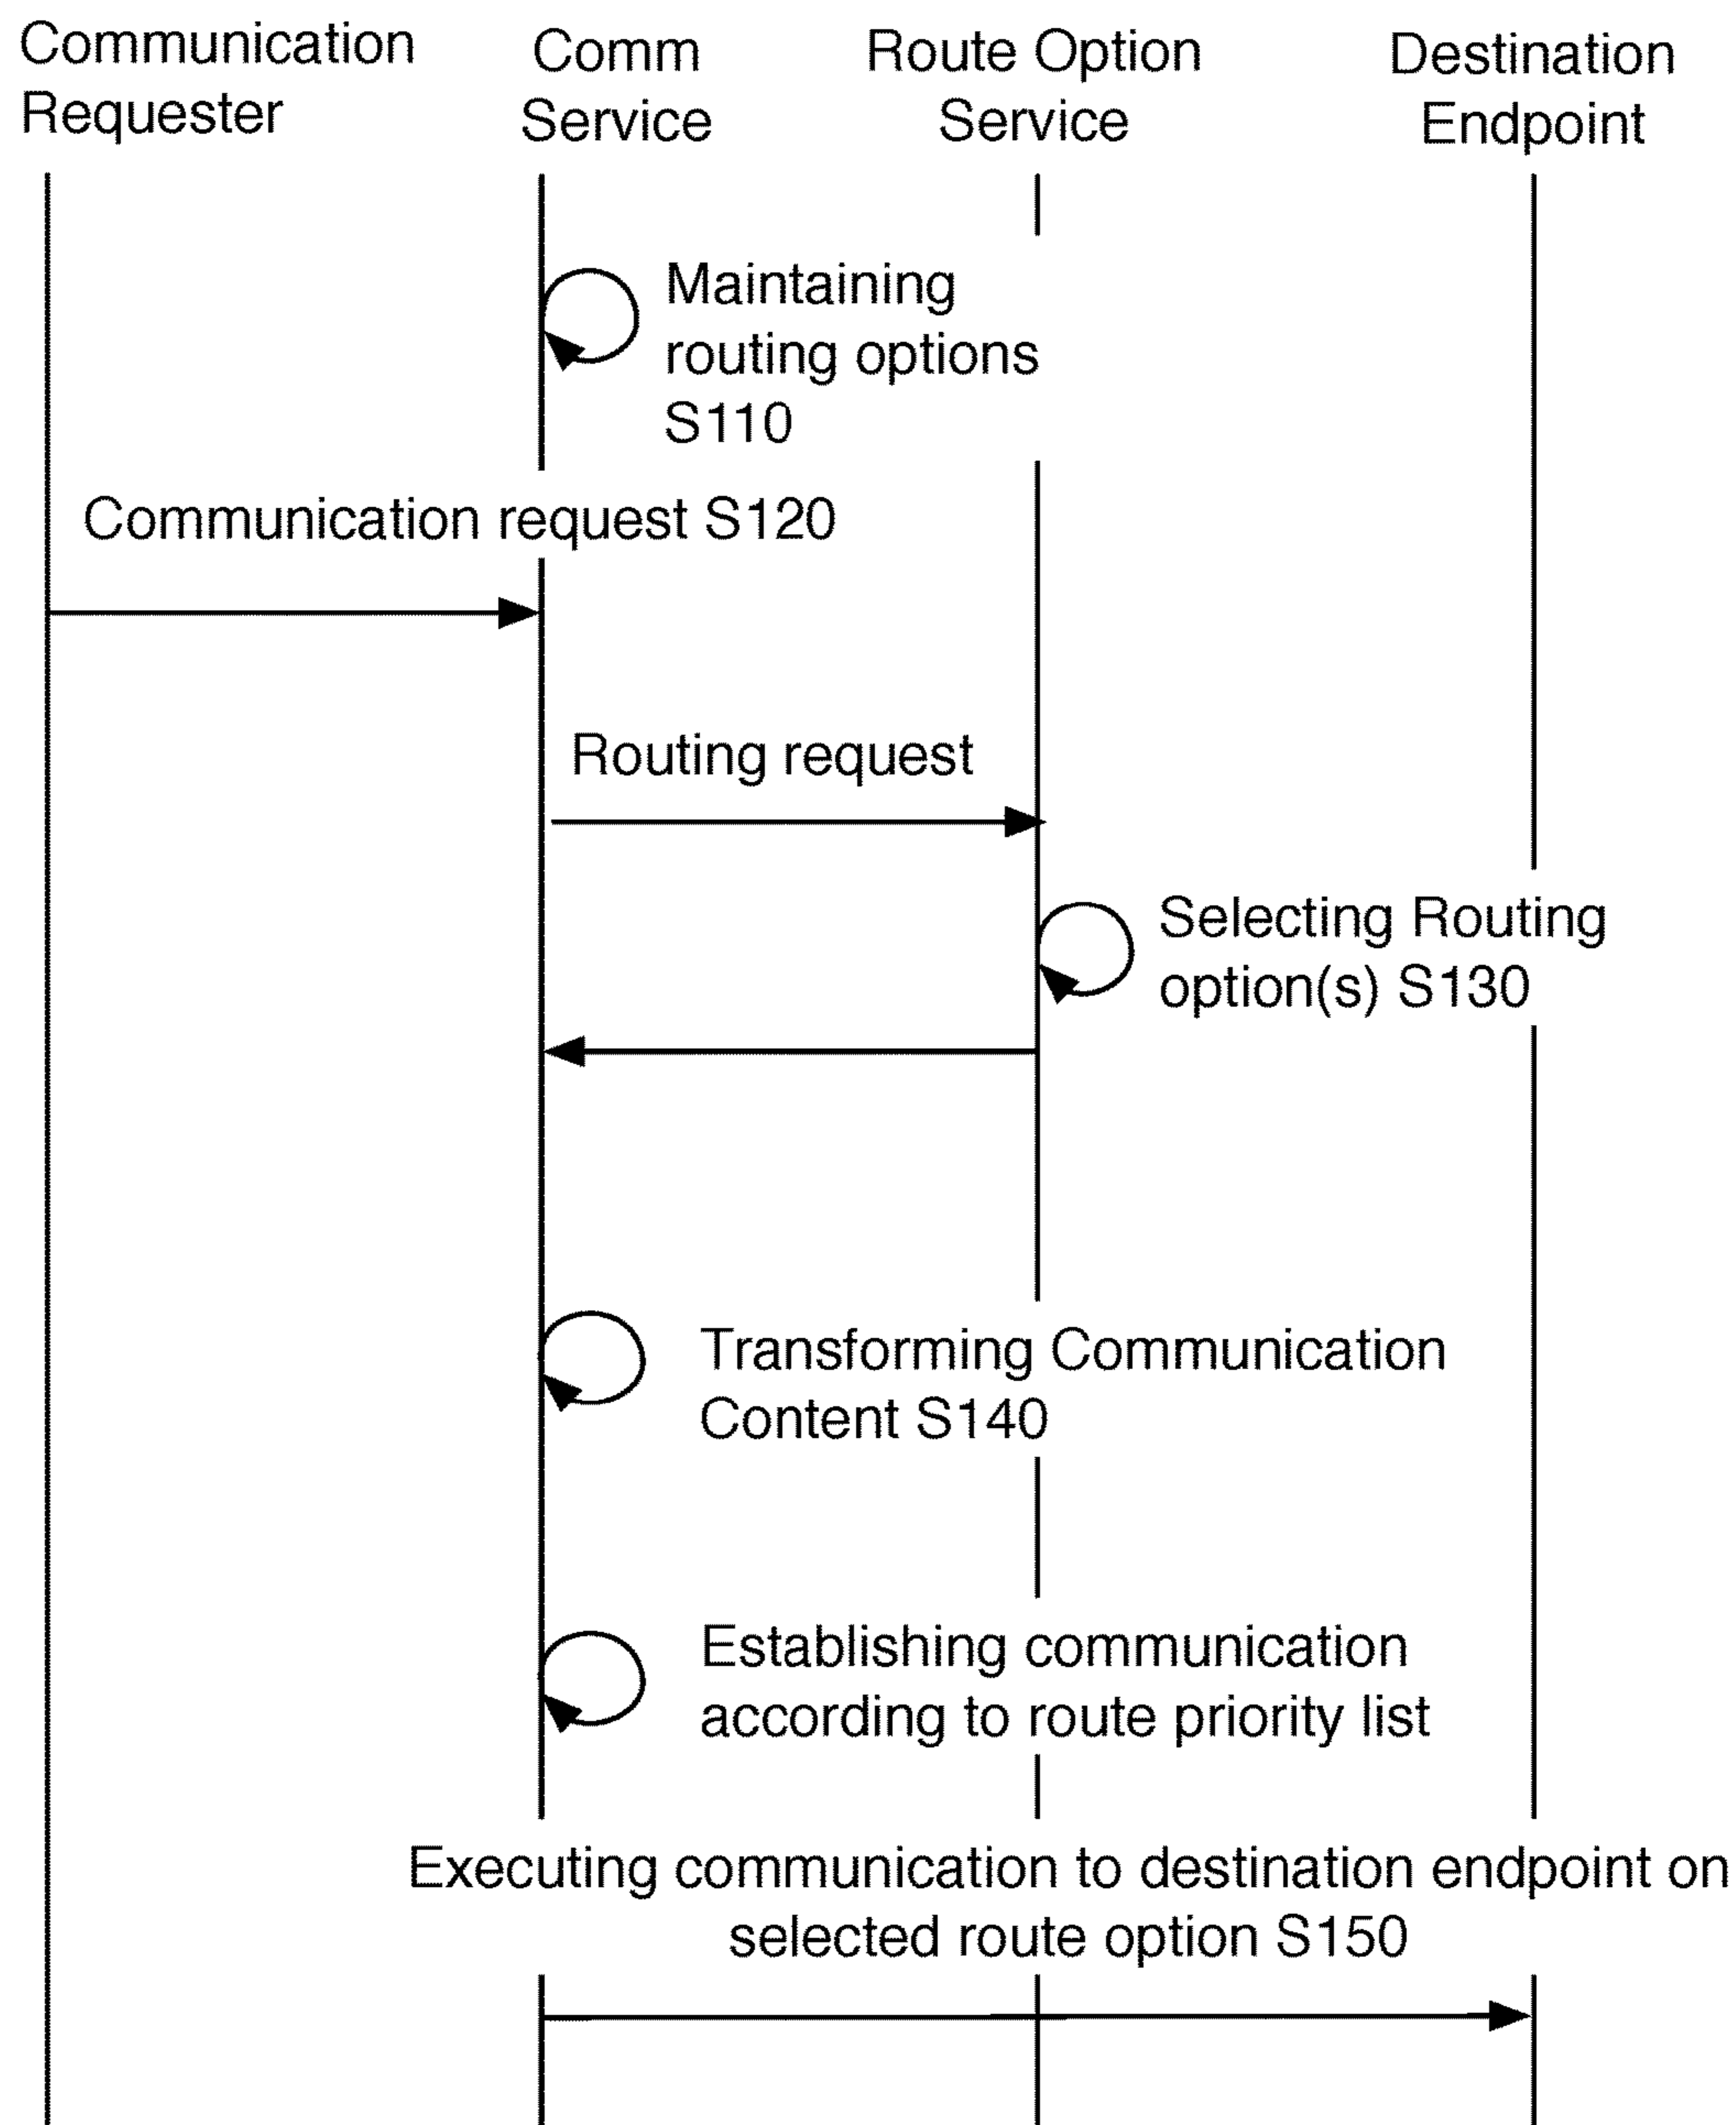 Communication
Requester
Comm
Service
Route Option
Service
Destination
Endpoint
Maintaining
routing options
S110
Communication request S120
Routing request
Selecting Routing
option(s) S130
Transforming Communication
Content S140
Establishing communication
according to route priority list
Executing communication to destination endpoint on
selected route option S150